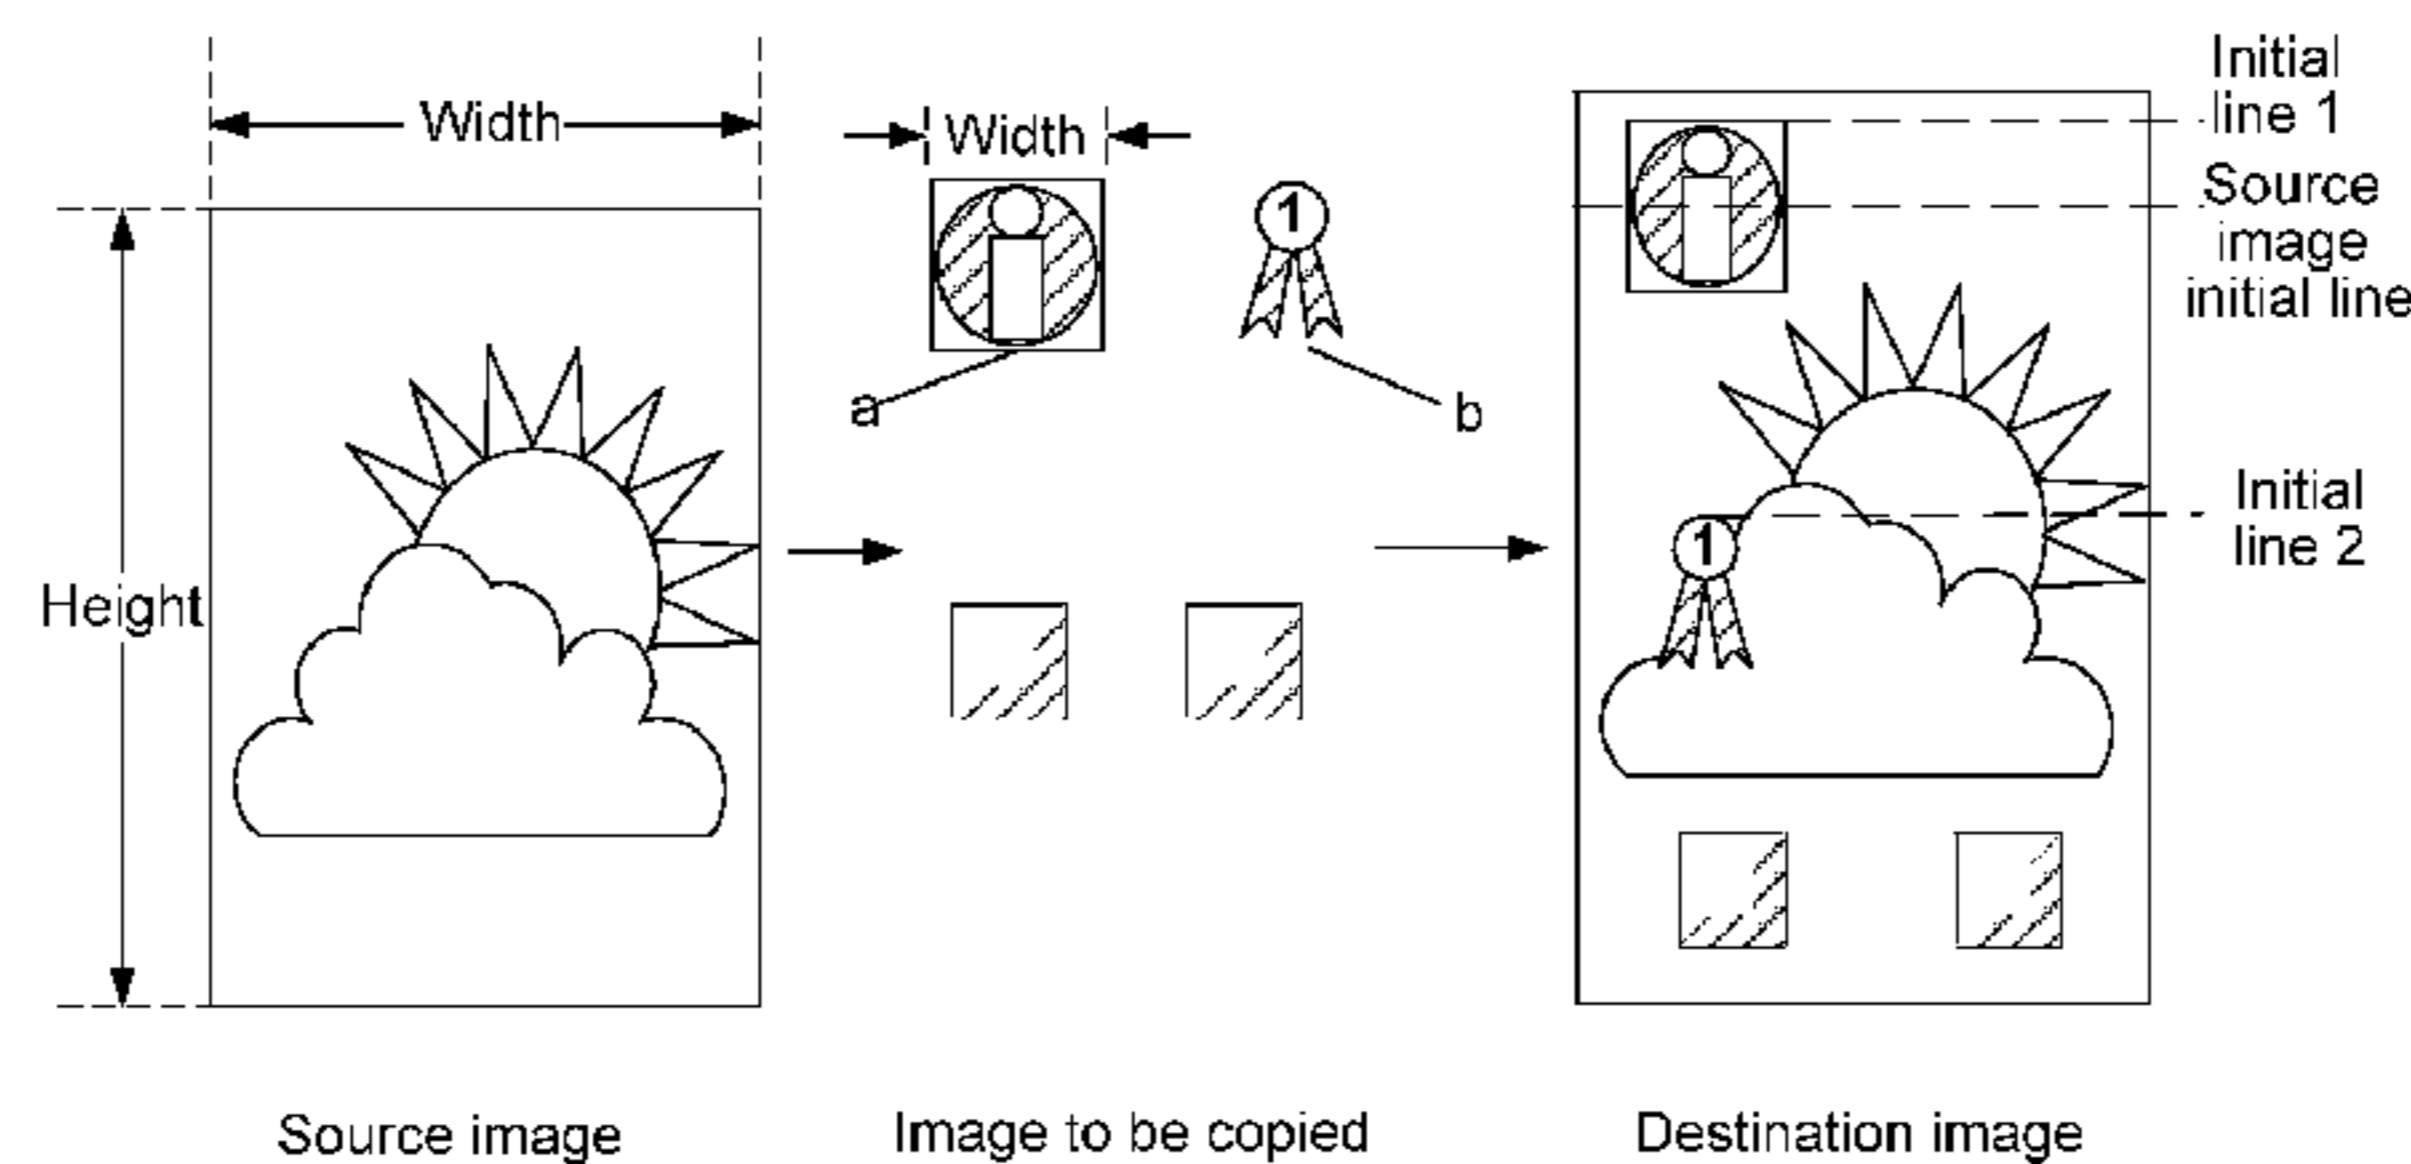 Width
Height
Source image
Width
1
a
b
Image to be copied
Initial
line 1
Source
image
initial line
Initial
line 2
1
Destination image